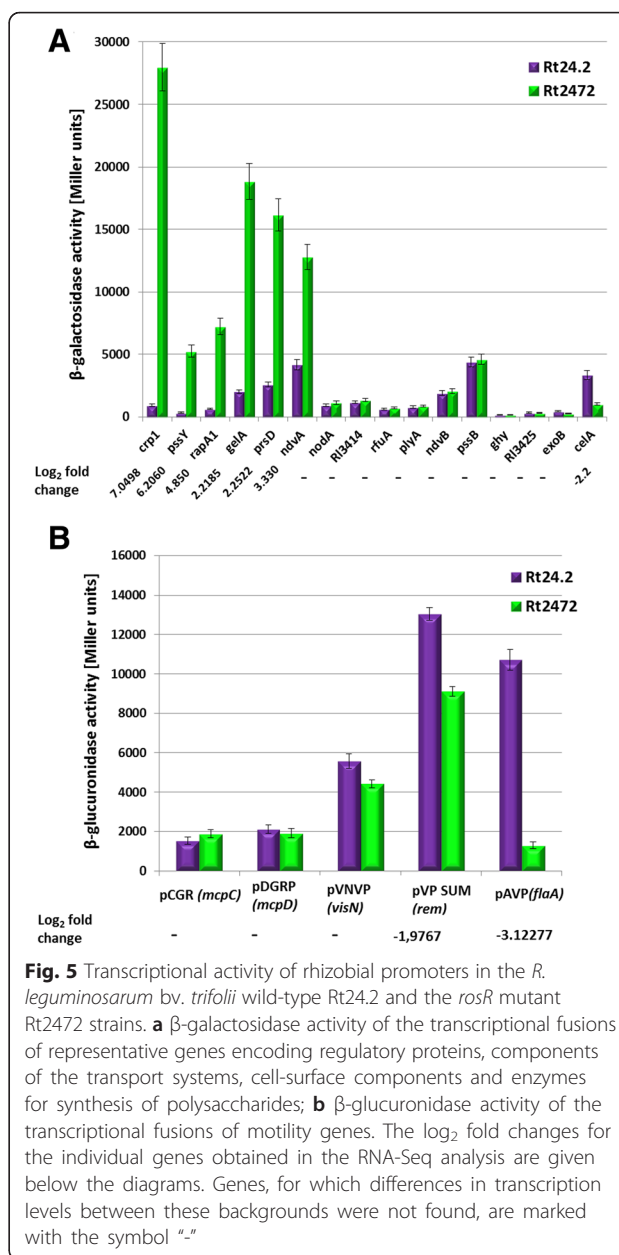 A
Rt24.2
Rt2472
β-galactosidase activity [Miller units]
30000
25000
20000
15000
10000
5000
0
crp1 pssY rapA1 gelA prsD ndvA nodA Rl3414 rfuA plyA ndvB pssB ghy Rl3425 exoB celA
Log2 fold
change
7.0498 6.2060 4.850 2.2185 2.2522 3.330 - - - - - - - - - -2.2
B
Rt24.2
Rt2472
β-glucuronidase activity [Miller units]
16000
14000
12000
10000
8000
6000
4000
2000
0
pCGR (mcpC) pDGRP (mcpD) pVNVP (visN) pVP SUM (rem) pAVP(flaA)
Log2 fold
change
- - - -1,9767 -3.12277
Fig. 5 Transcriptional activity of rhizobial promoters in the R.
leguminosarum bv. trifolii wild-type Rt24.2 and the rosR mutant
Rt2472 strains. a β-galactosidase activity of the transcriptional fusions
of representative genes encoding regulatory proteins, components
of the transport systems, cell-surface components and enzymes
for synthesis of polysaccharides; b β-glucuronidase activity of the
transcriptional fusions of motility genes. The log2 fold changes for
the individual genes obtained in the RNA-Seq analysis are given
below the diagrams. Genes, for which differences in transcription
levels between these backgrounds were not found, are marked
with the symbol “-”